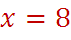 x = 8